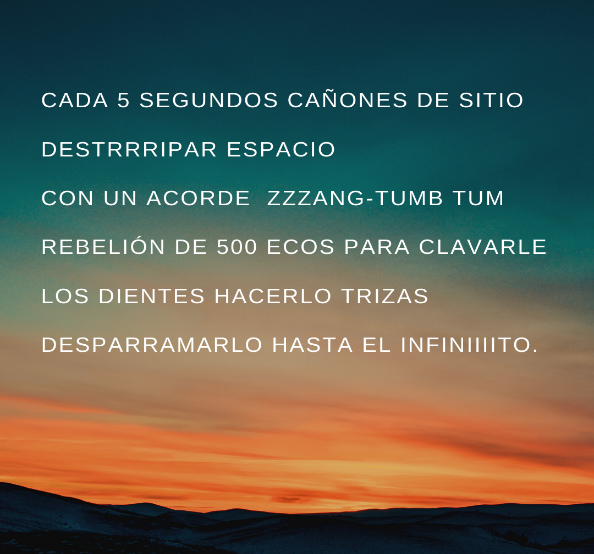 CADA 5 SEGUNDOS CAÑONES DE SITIO
DESTRRRIPAR ESPACIO
CON UN ACORDE  ZZZANG-TUMB TUM
REBELIÓN DE 500 ECOS PARA CLAVARLE
LOS DIENTES HACERLO TRIZAS
DESPARRAMARLO HASTA EL INFINIIIITO.